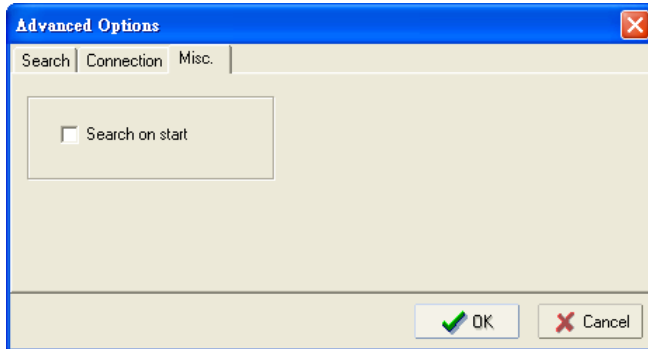 Advanced Options
Search Connection Misc.
Search on start
OK Cancel